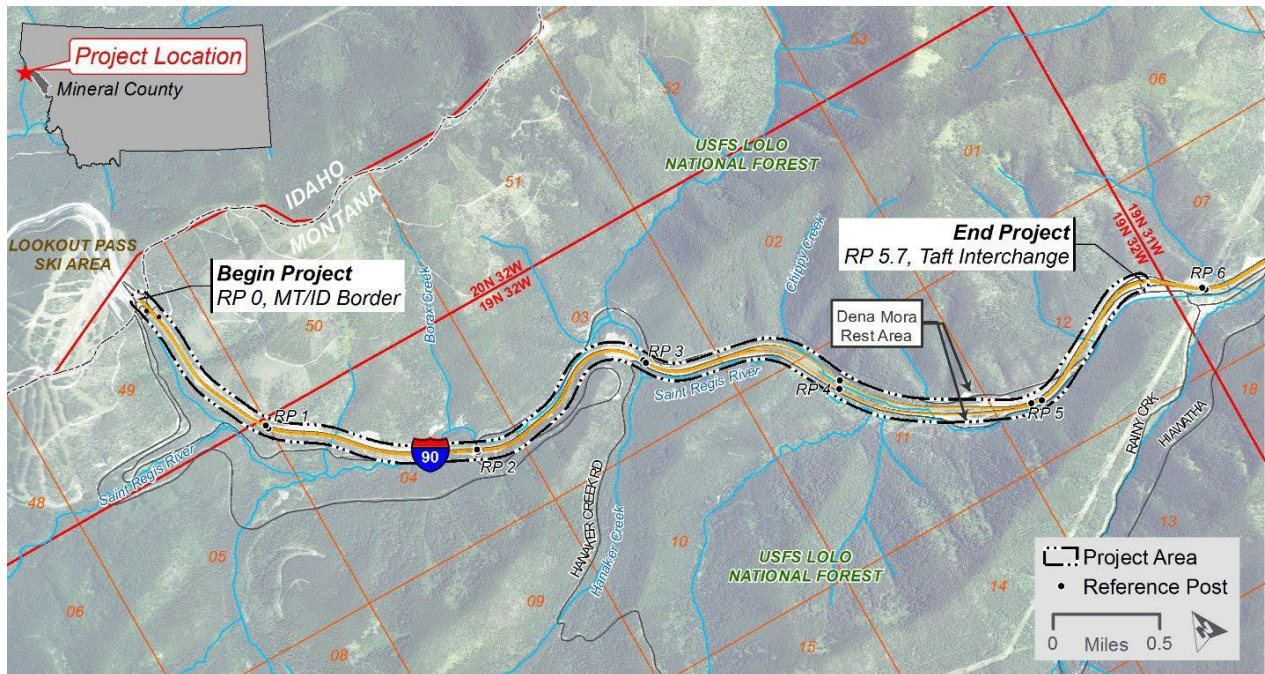 Project Location
Mineral County
IDAHO
MONTANA
LOOKOUT PASS
SKI AREA
Begin Project
RP 0, MT/ID Border
End Project
RP 5.7, Taft Interchange
Dena Mora
Rest Area
USFS LOLO
NATIONAL FOREST
USFS LOLO
NATIONAL FOREST
20N 32W
19N 32W
19N 31W
19N 32W
53
52
51
50
49
48
06
01
02
03
07
12
18
11
04
05
06
08
09
10
13
14
15
Borax Creek
Chippy Creek
Saint Regis River
Saint Regis River
HANAKER CREEK RD
Hanaker Creek
RAINY CRK
HIAWATHA
RP 1
RP 2
RP 3
RP 4
RP 5
RP 6
90
Project Area
Reference Post
0 Miles 0.5
N